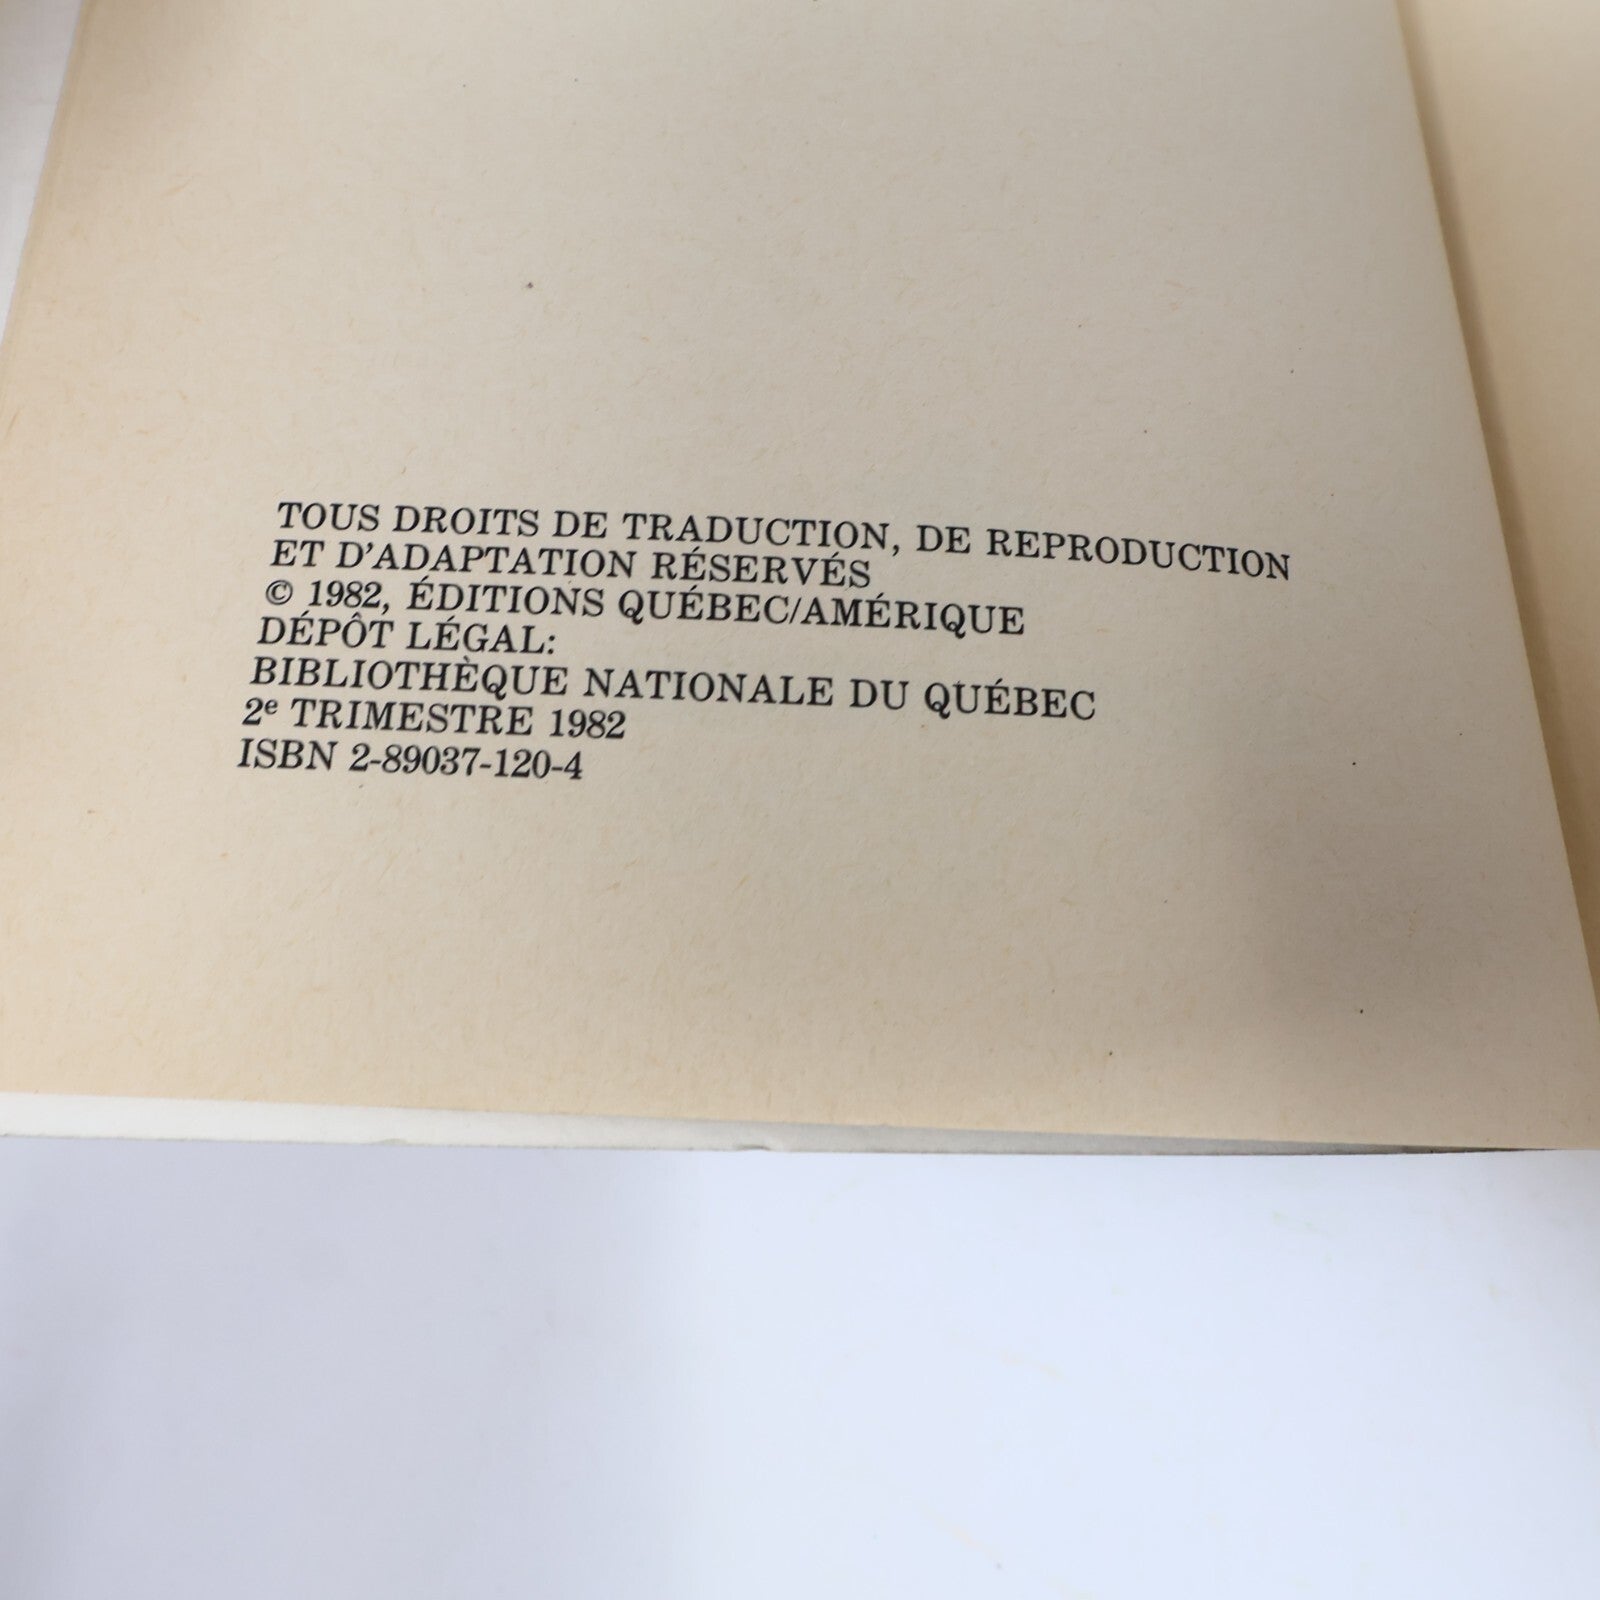 TOUS DROITS DE TRADUCTION, DE REPRODUCTION
ET D'ADAPTATION RÉSERVÉS
© 1982, ÉDITIONS QUÉBEC/AMÉRIQUE
DÉPÔT LÉGAL:
BIBLIOTHÈQUE NATIONALE DU QUÉBEC
2e TRIMESTRE 1982
ISBN 2-89037-120-4